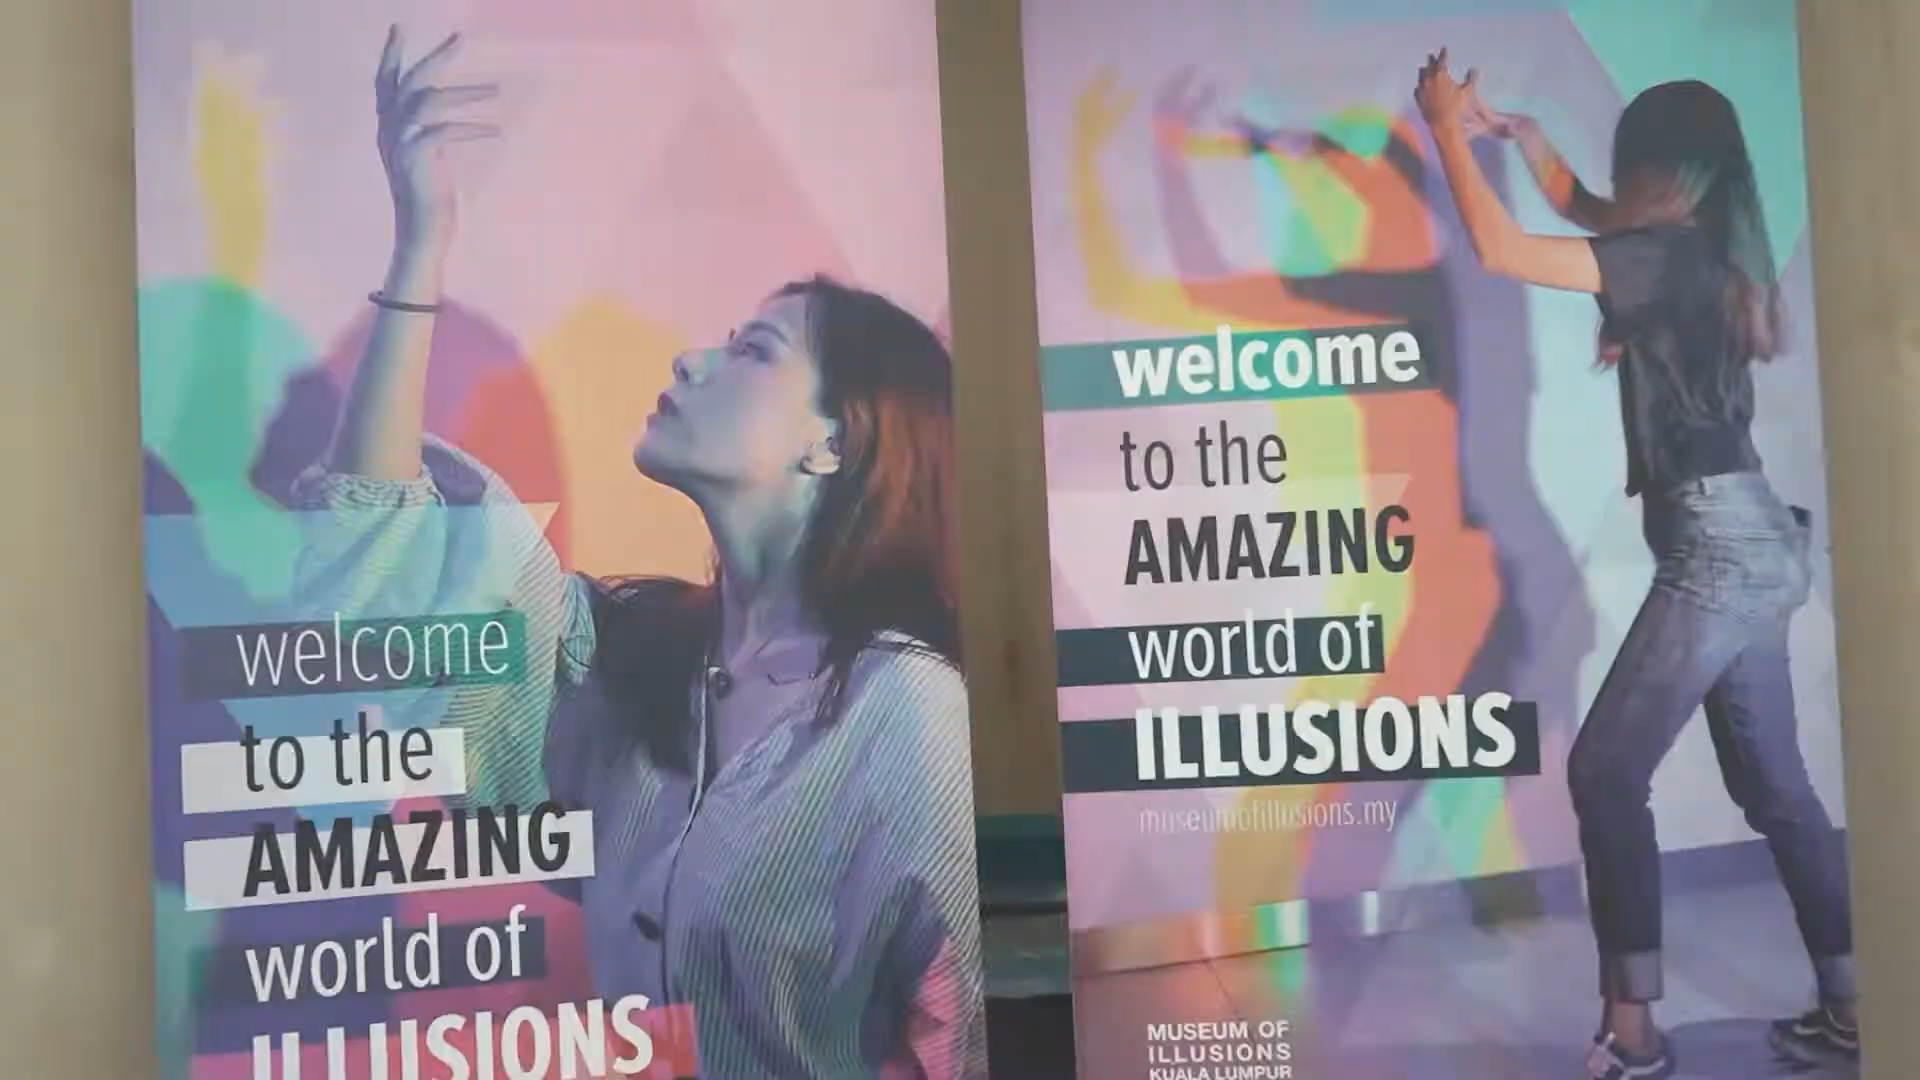 welcome
to the
AMAZING
world of
ILLUSIONS
welcome
to the
AMAZING
world of
ILLUSIONS
museumofillusions.my
MUSEUM OF
ILLUSIONS
KUALA LUMPUR